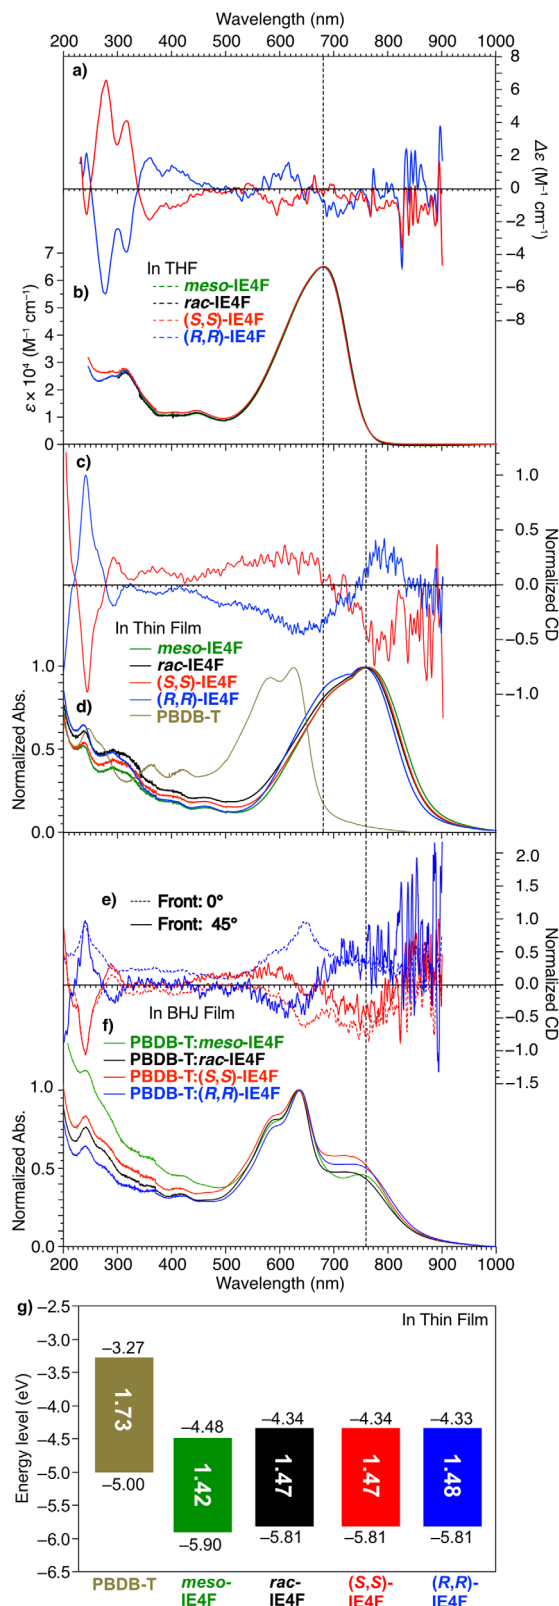 Wavelength (nm)
200 300 400 500 600 700 800 900 1000
a)
8
6
4
2
0
−2
−4
−6
−8
Δε (M⁻¹ cm⁻¹)
In THF
meso-IE4F
rac-IE4F
(S,S)-IE4F
(R,R)-IE4F
b)
7
6
5
4
3
2
1
0
ε × 10⁴ (M⁻¹ cm⁻¹)
c)
1.0
0.5
0.0
−0.5
−1.0
Normalized CD
In Thin Film
meso-IE4F
rac-IE4F
(S,S)-IE4F
(R,R)-IE4F
PBDB-T
d)
1.0
0.5
0.0
Normalized Abs.
e)
Front: 0°
Front: 45°
2.0
1.5
1.0
0.5
0.0
−0.5
−1.0
−1.5
Normalized CD
In BHJ Film
f)
PBDB-T:meso-IE4F
PBDB-T:rac-IE4F
PBDB-T:(S,S)-IE4F
PBDB-T:(R,R)-IE4F
1.0
0.5
0.0
Normalized Abs.
200 300 400 500 600 700 800 900 1000
Wavelength (nm)
g)
In Thin Film
−2.5
−3.0
−3.5
−4.0
−4.5
−5.0
−5.5
−6.0
−6.5
Energy level (eV)
−3.27
1.73
−5.00
−4.48
1.42
−5.90
−4.34
1.47
−5.81
−4.34
1.47
−5.81
−4.33
1.48
−5.81
PBDB-T
meso-
IE4F
rac-
IE4F
(S,S)-
IE4F
(R,R)-
IE4F